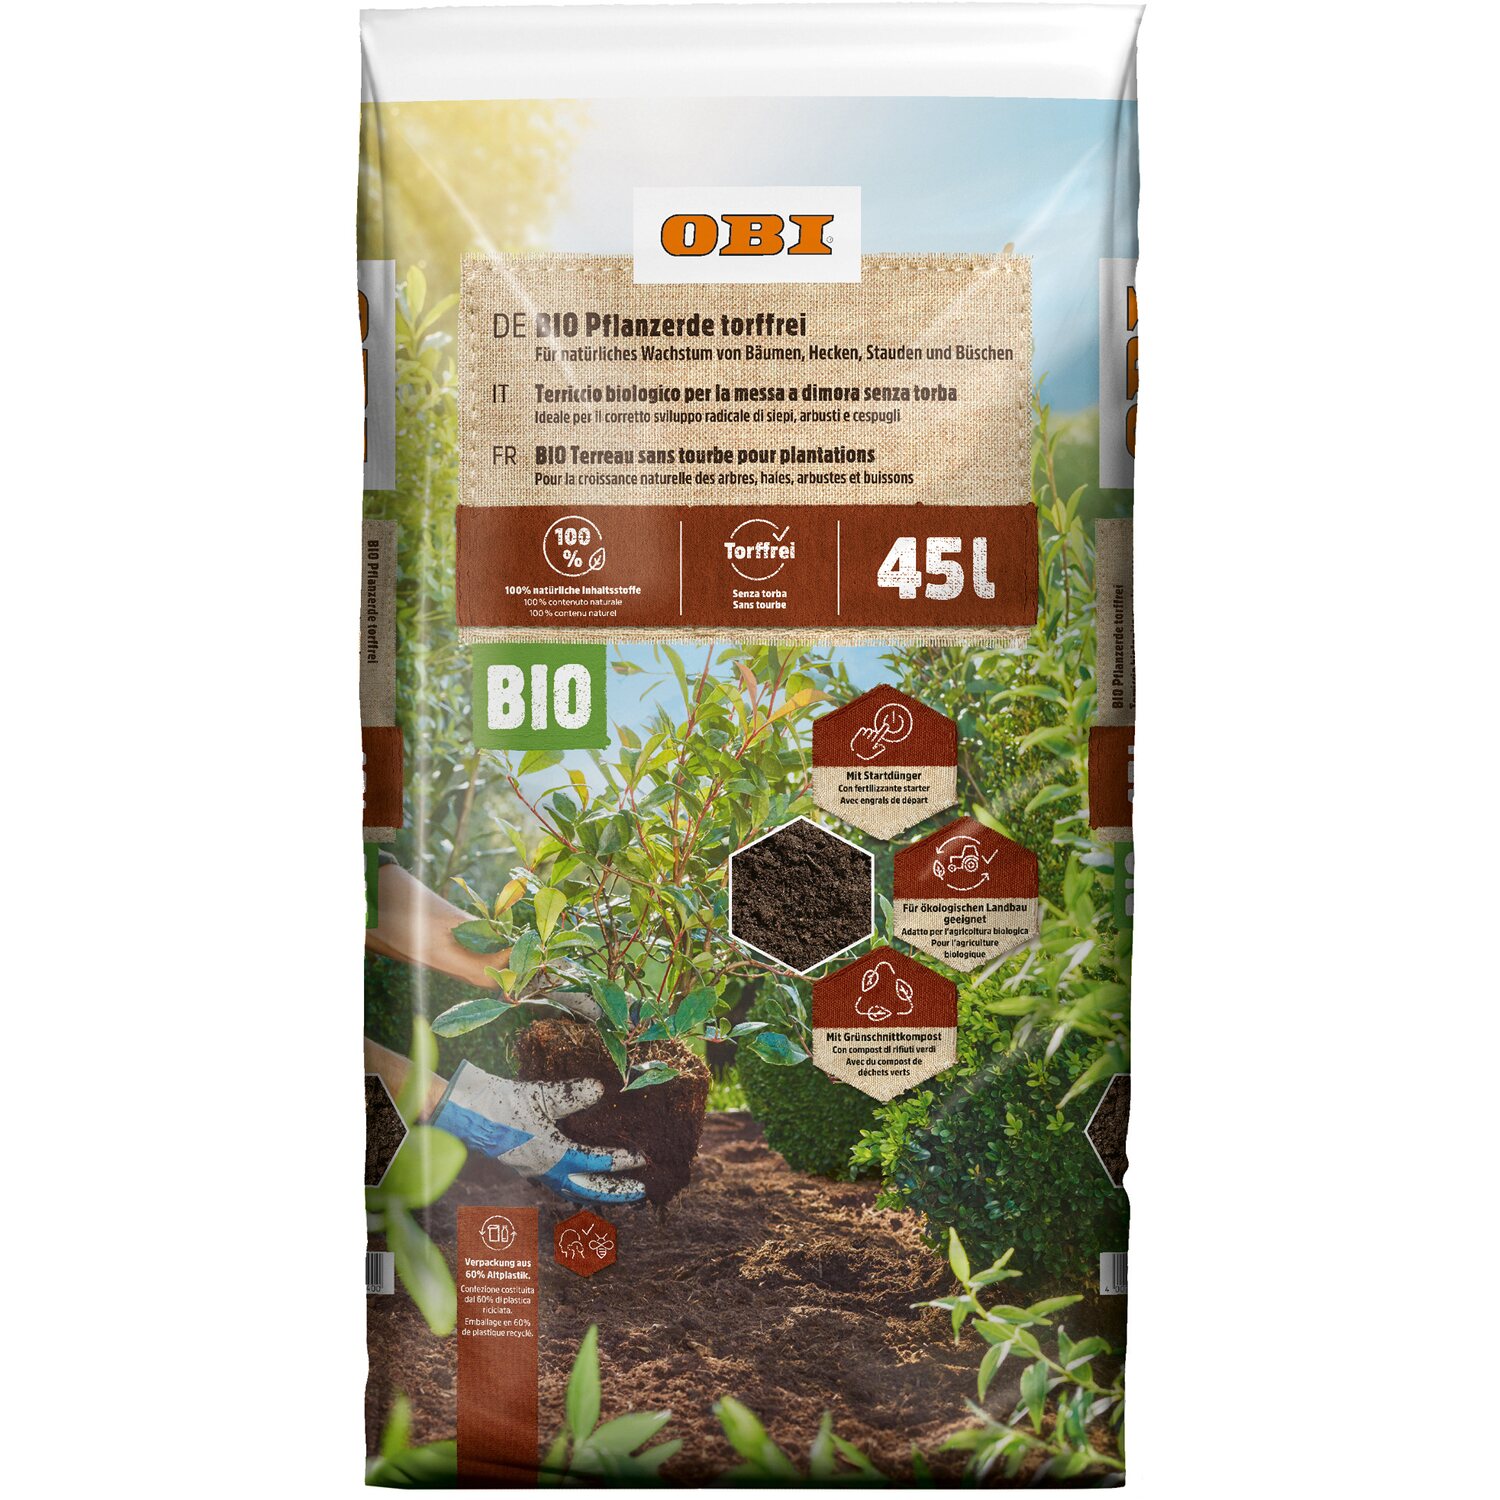 OBI
DE BIO Pflanzerde torffrei
Für natürliches Wachstum von Bäumen, Hecken, Stauden und Büschen
IT Terriccio biologico per la messa a dimora senza torba
Ideale per il corretto sviluppo radicale di siepi, arbusti e cespugli
FR BIO Terreau sans tourbe pour plantations
Pour la croissance naturelle des arbres, haies, arbustes et buissons
100
%
100% natürliche Inhaltsstoffe
100% contenuto naturale
100% contenu naturel
Torffrei
Senza torba
Sans tourbe
45l
BIO
Mit Startdünger
Con fertilizzante starter
Avec engrais de départ
Für ökologischen Landbau
geeignet
Adatto per l'agricoltura biologica
Pour l'agriculture
biologique
Mit Grünschnittkompost
Con compost di rifiuti verdi
Avec du compost de
déchets verts
Verpackung aus
60% Altplastik.
Confezione costituita
dal 60% di plastica
riciclata.
Emballage en 60%
de plastique recyclé.
BIO Pflanzerde torffrei
BIO Pflanzerde torffrei